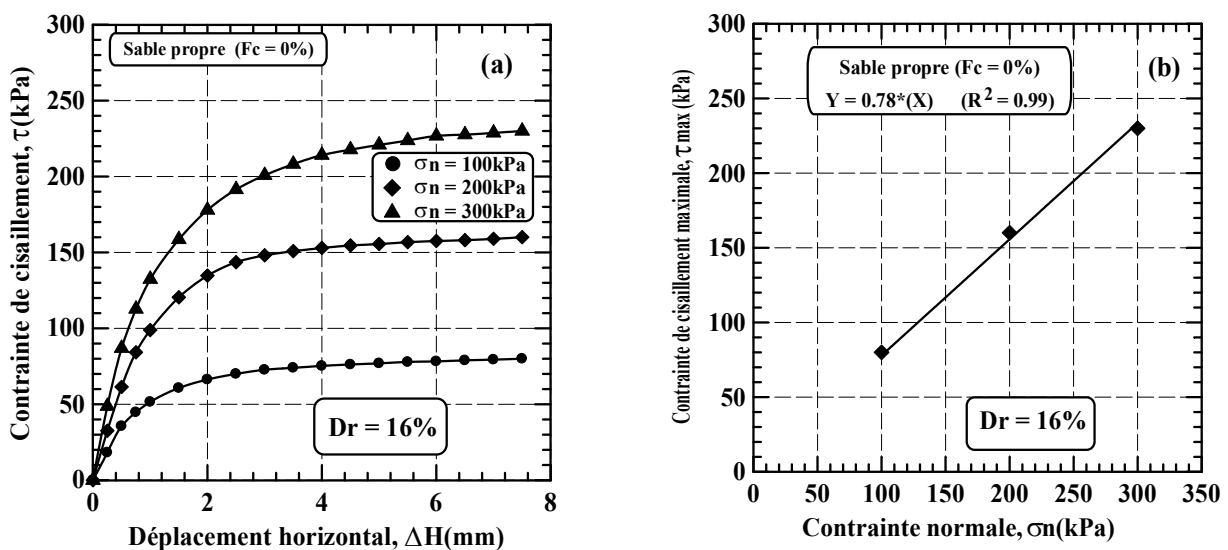 300
250
200
150
100
50
0
Contrainte de cisaillement, τ(kPa)
Sable propre (Fc = 0%)
(a)
σn = 100kPa
σn = 200kPa
σn = 300kPa
Dr = 16%
0 2 4 6 8
Déplacement horizontal, ΔH(mm)
300
250
200
150
100
50
0
Contrainte de cisaillement maximale, τmax (kPa)
Sable propre (Fc = 0%)
Y = 0.78*(X) (R² = 0.99)
(b)
Dr = 16%
0 50 100 150 200 250 300 350
Contrainte normale, σn(kPa)